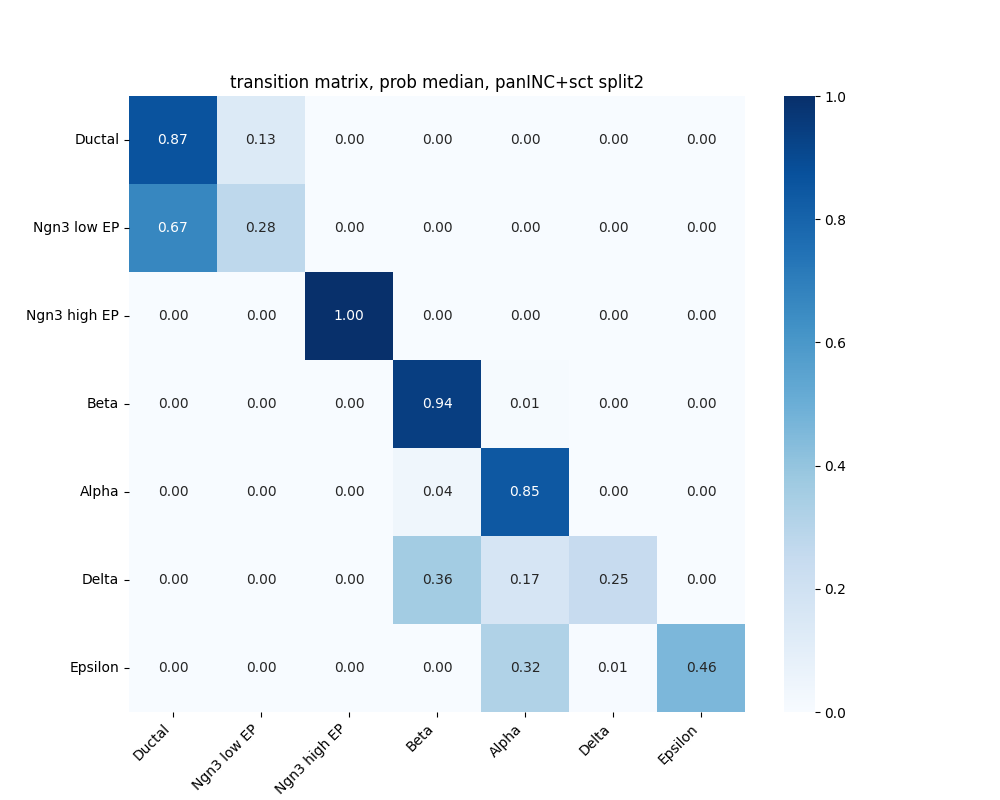 transition matrix, prob median, panINC+sct split2
Ductal 0.87 0.13 0.00 0.00 0.00 0.00 0.00
Ngn3 low EP 0.67 0.28 0.00 0.00 0.00 0.00 0.00
Ngn3 high EP 0.00 0.00 1.00 0.00 0.00 0.00 0.00
Beta 0.00 0.00 0.00 0.94 0.01 0.00 0.00
Alpha 0.00 0.00 0.00 0.04 0.85 0.00 0.00
Delta 0.00 0.00 0.00 0.36 0.17 0.25 0.00
Epsilon 0.00 0.00 0.00 0.00 0.32 0.01 0.46
Ductal Ngn3 low EP Ngn3 high EP Beta Alpha Delta Epsilon
1.0
0.8
0.6
0.4
0.2
0.0